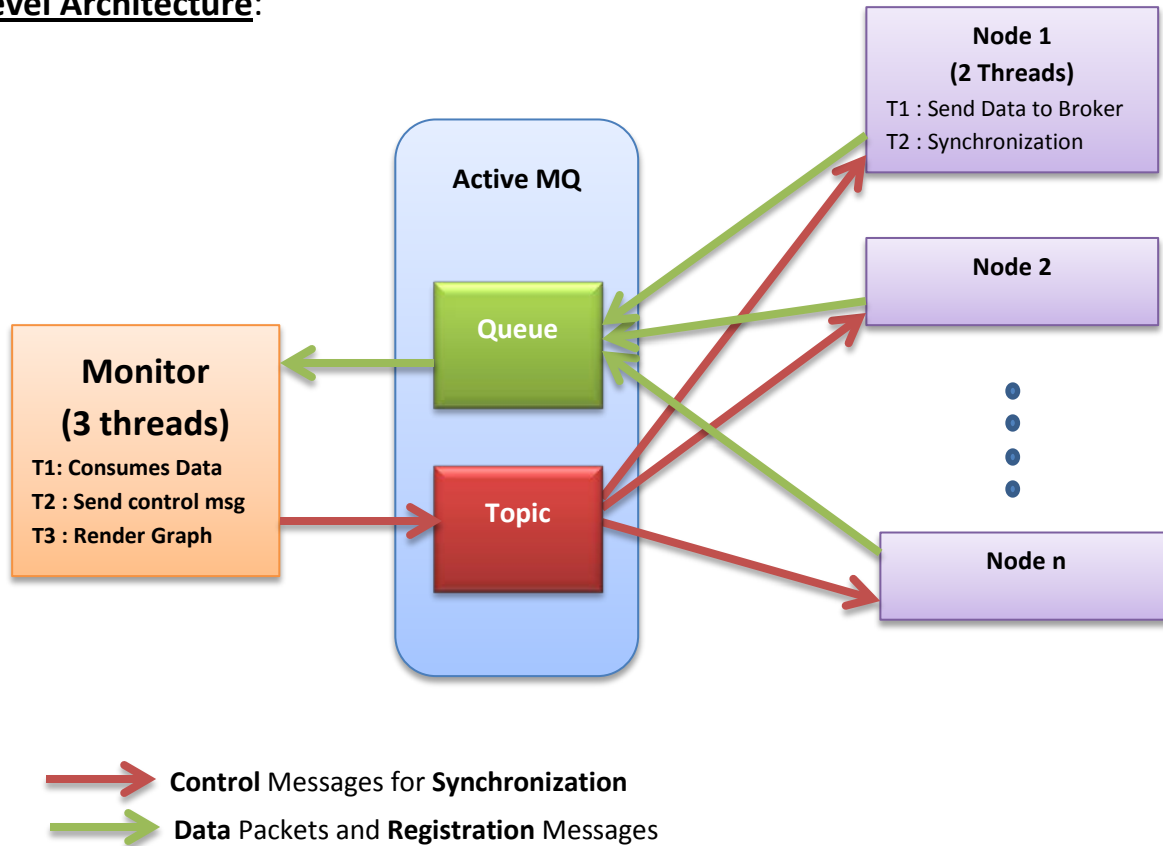 evel Architecture:
Node 1
(2 Threads)
T1 : Send Data to Broker
T2 : Synchronization
Active MQ
Node 2
Queue
Monitor
(3 threads)
T1: Consumes Data
T2 : Send control msg
T3 : Render Graph
Topic
Node n
Control Messages for Synchronization
Data Packets and Registration Messages